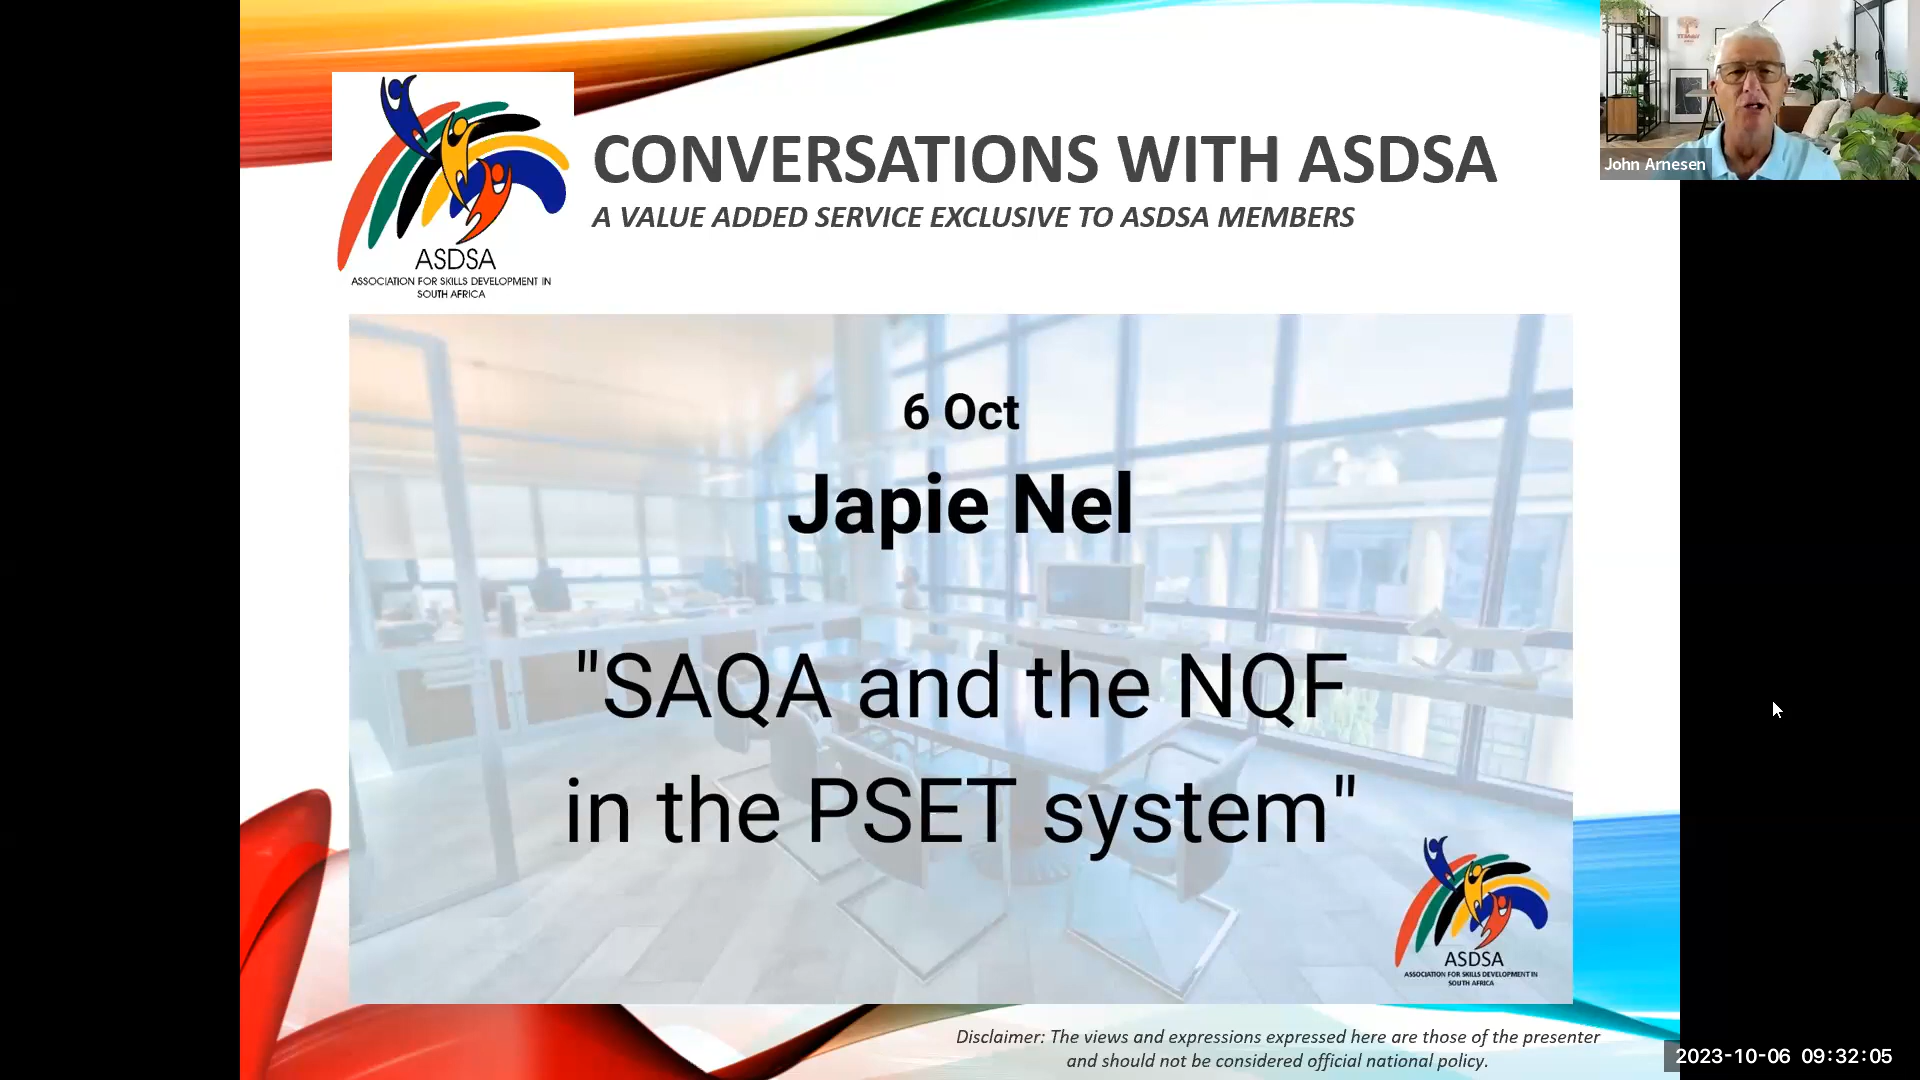 CONVERSATIONS WITH ASDSA
A VALUE ADDED SERVICE EXCLUSIVE TO ASDSA MEMBERS
ASDSA
ASSOCIATION FOR SKILLS DEVELOPMENT IN
SOUTH AFRICA
John Arnesen
6 Oct
Japie Nel
"SAQA and the NQF
in the PSET system"
ASDSA
ASSOCIATION FOR SKILLS DEVELOPMENT IN
SOUTH AFRICA
Disclaimer: The views and expressions expressed here are those of the presenter
and should not be considered official national policy.
2023-10-06 09:32:05